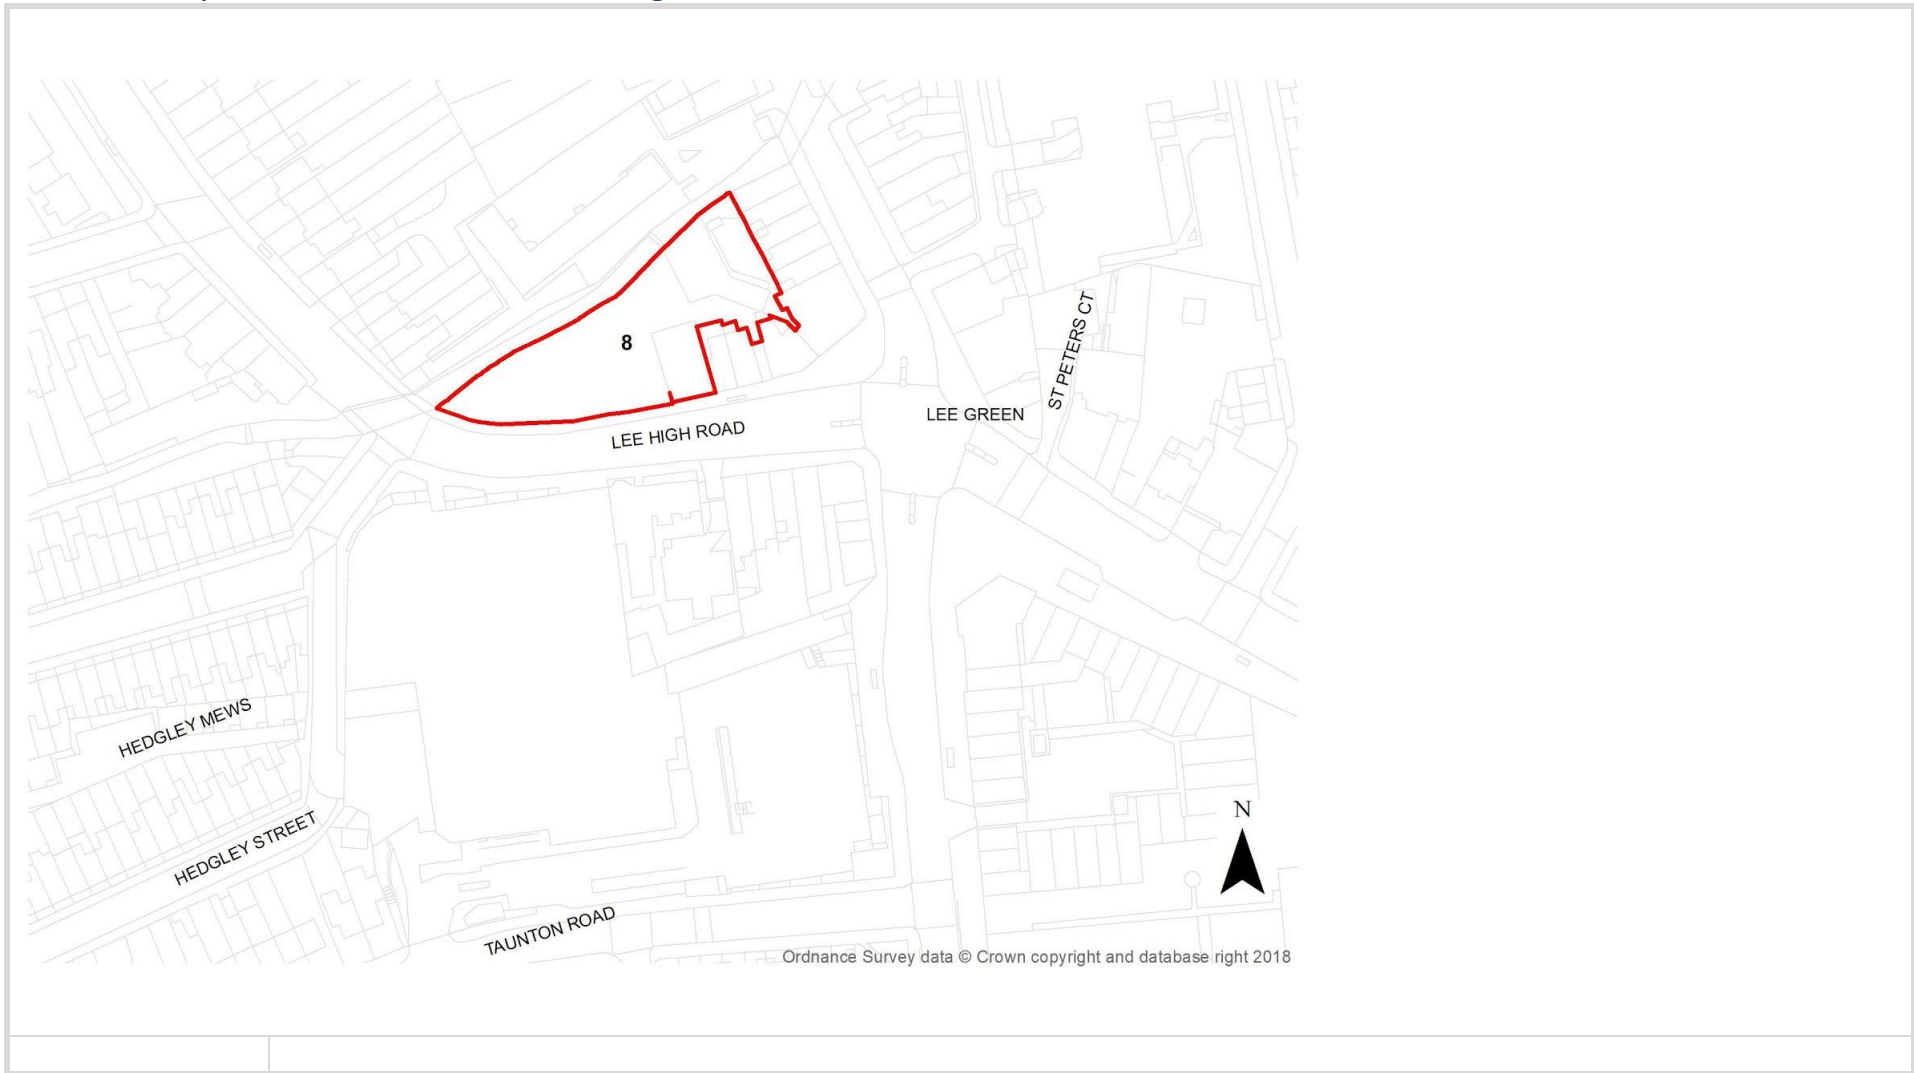 8
ST PETERS CT
LEE GREEN
LEE HIGH ROAD
HEDGLEY MEWS
HEDGLEY STREET
TAUNTON ROAD
N
Ordnance Survey data © Crown copyright and database right 2018